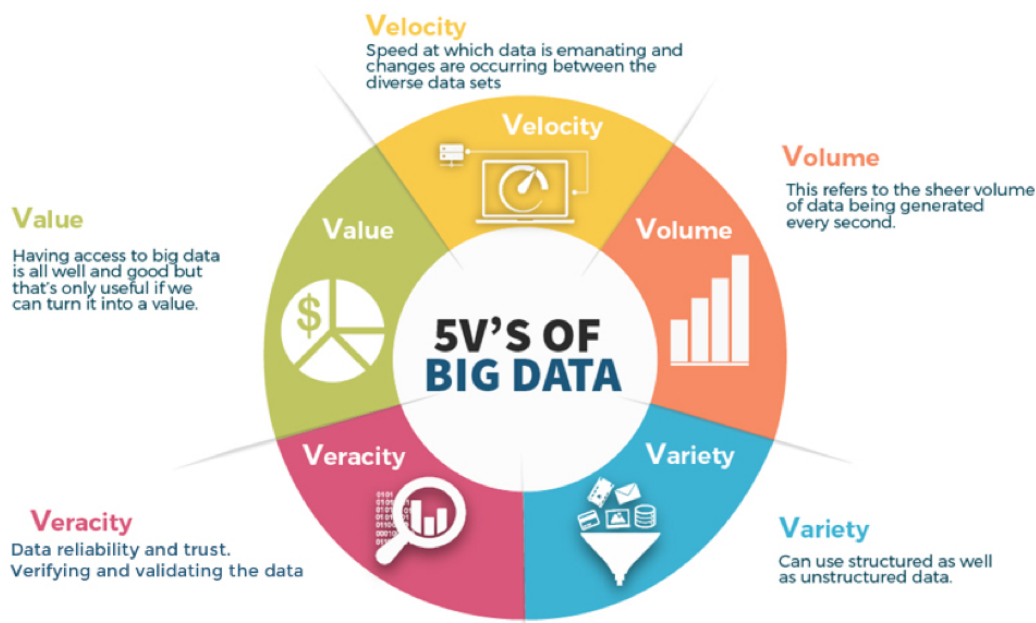 Velocity
Speed at which data is emanating and
changes are occurring between the
diverse data sets
Velocity
Volume
This refers to the sheer volume
of data being generated
every second.
Volume
Value
Having access to big data
is all well and good but
that's only useful if we
can turn it into a value.
Value
$
5V'S OF
BIG DATA
Veracity
Variety
Veracity
Data reliability and trust.
Verifying and validating the data
Variety
Can use structured as well
as unstructured data.